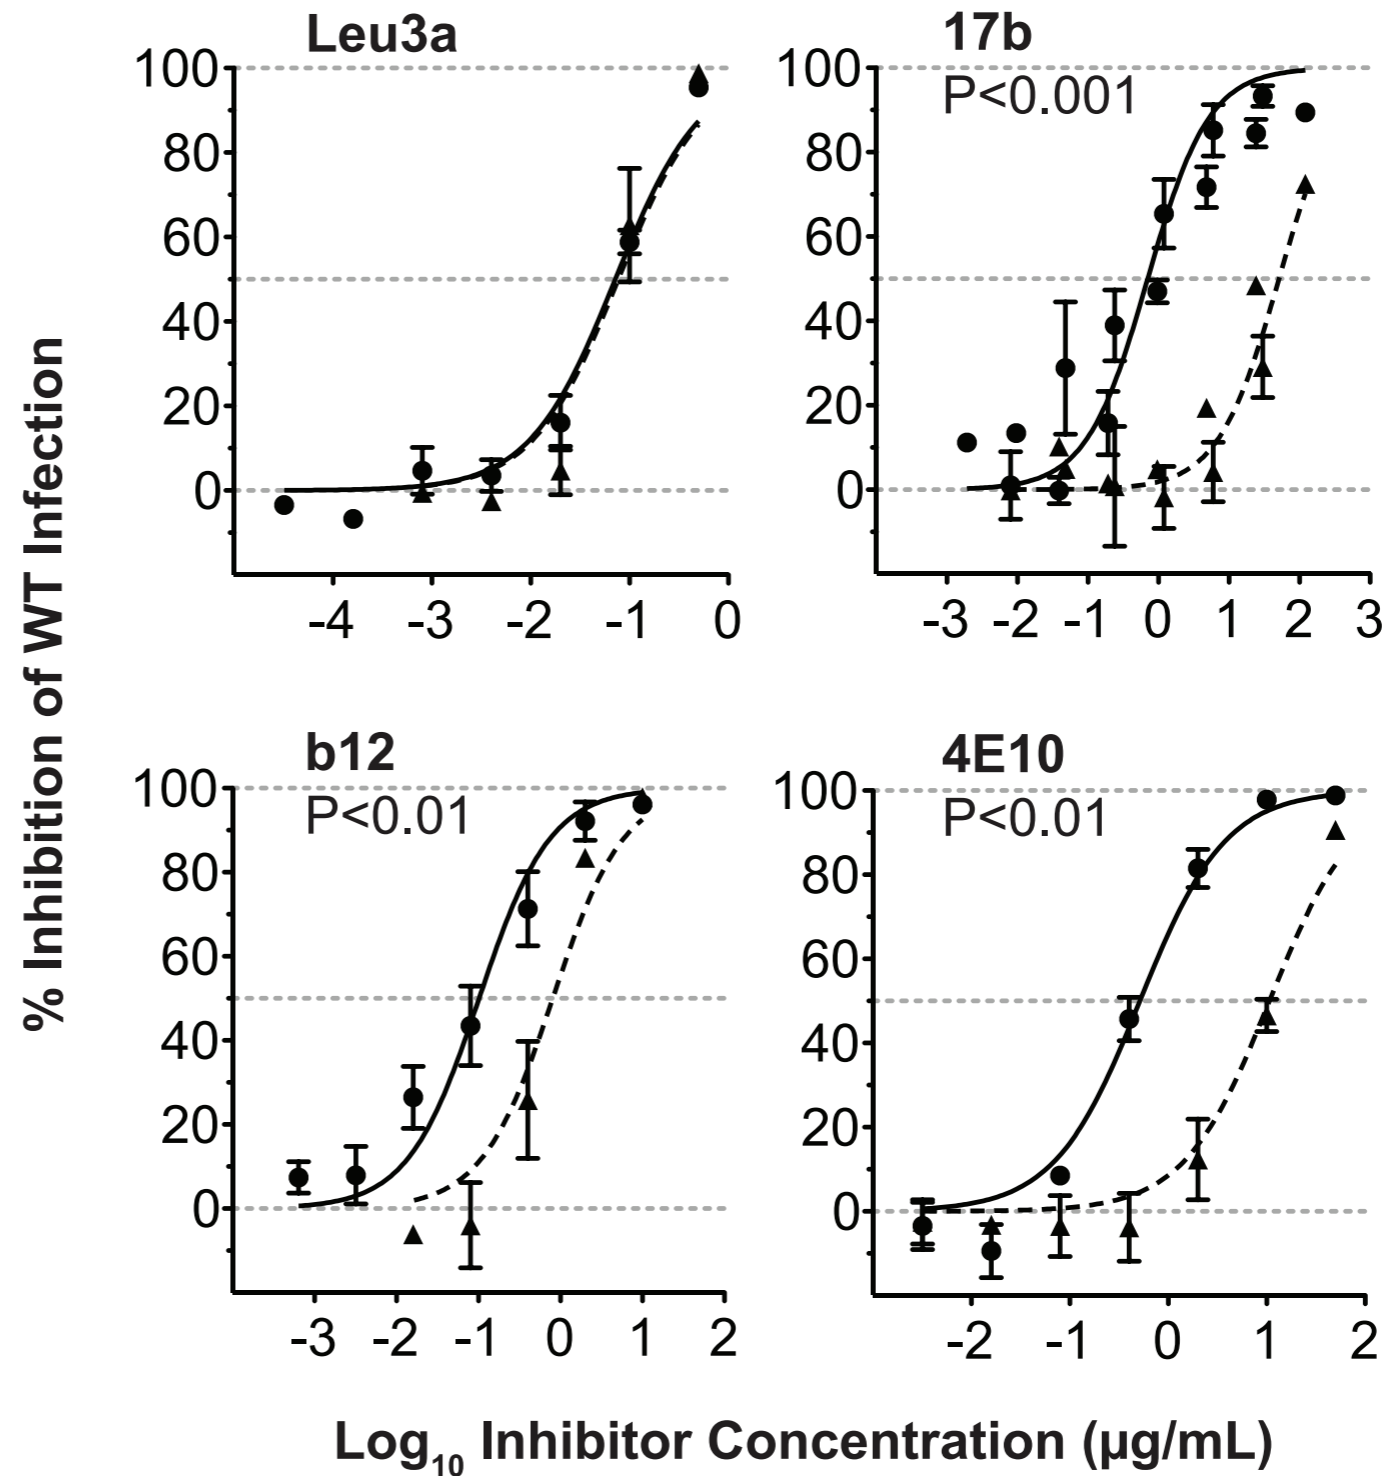 Leu3a
100
80
60
40
20
0
-4 -3 -2 -1 0
17b
P<0.001
100
80
60
40
20
0
-3 -2 -1 0 1 2 3
% Inhibition of WT Infection
b12
P<0.01
100
80
60
40
20
0
-3 -2 -1 0 1 2
4E10
P<0.01
100
80
60
40
20
0
-2 -1 0 1 2
Log10 Inhibitor Concentration (µg/mL)